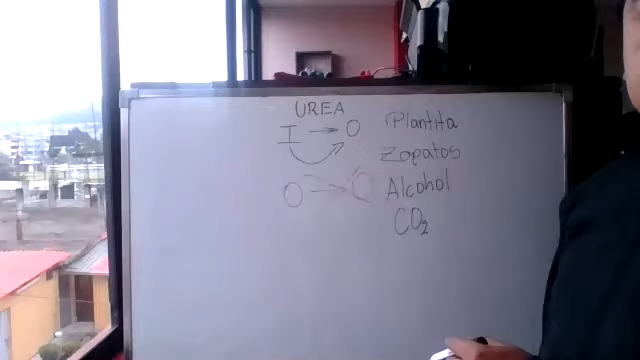 UREA
I → O
O → O
Plantita
Zapatos
Alcohol
CO₂